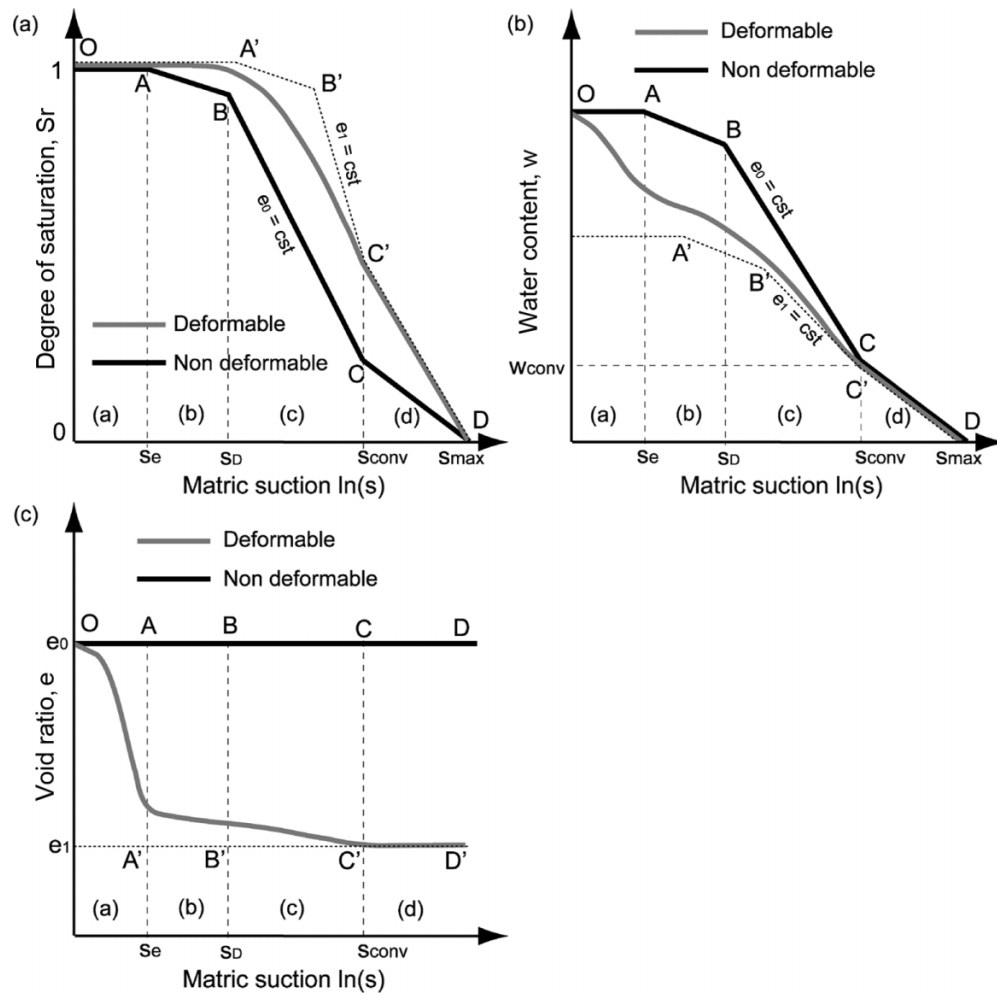 (a)
Degree of saturation, Sr
1
0
O
A
B
A'
B'
e1 = cst
e0 = cst
C'
C
D
Deformable
Non deformable
(a) (b) (c) (d)
se sD sconv smax
Matric suction ln(s)
(b)
Deformable
Non deformable
Water content, w
wconv
O
A
B
e0 = cst
A'
B'
e1 = cst
C
C'
D
(a) (b) (c) (d)
se sD sconv smax
Matric suction ln(s)
(c)
Deformable
Non deformable
Void ratio, e
e0
e1
O A B C D
A' B' C' D'
(a) (b) (c) (d)
se sD sconv
Matric suction ln(s)